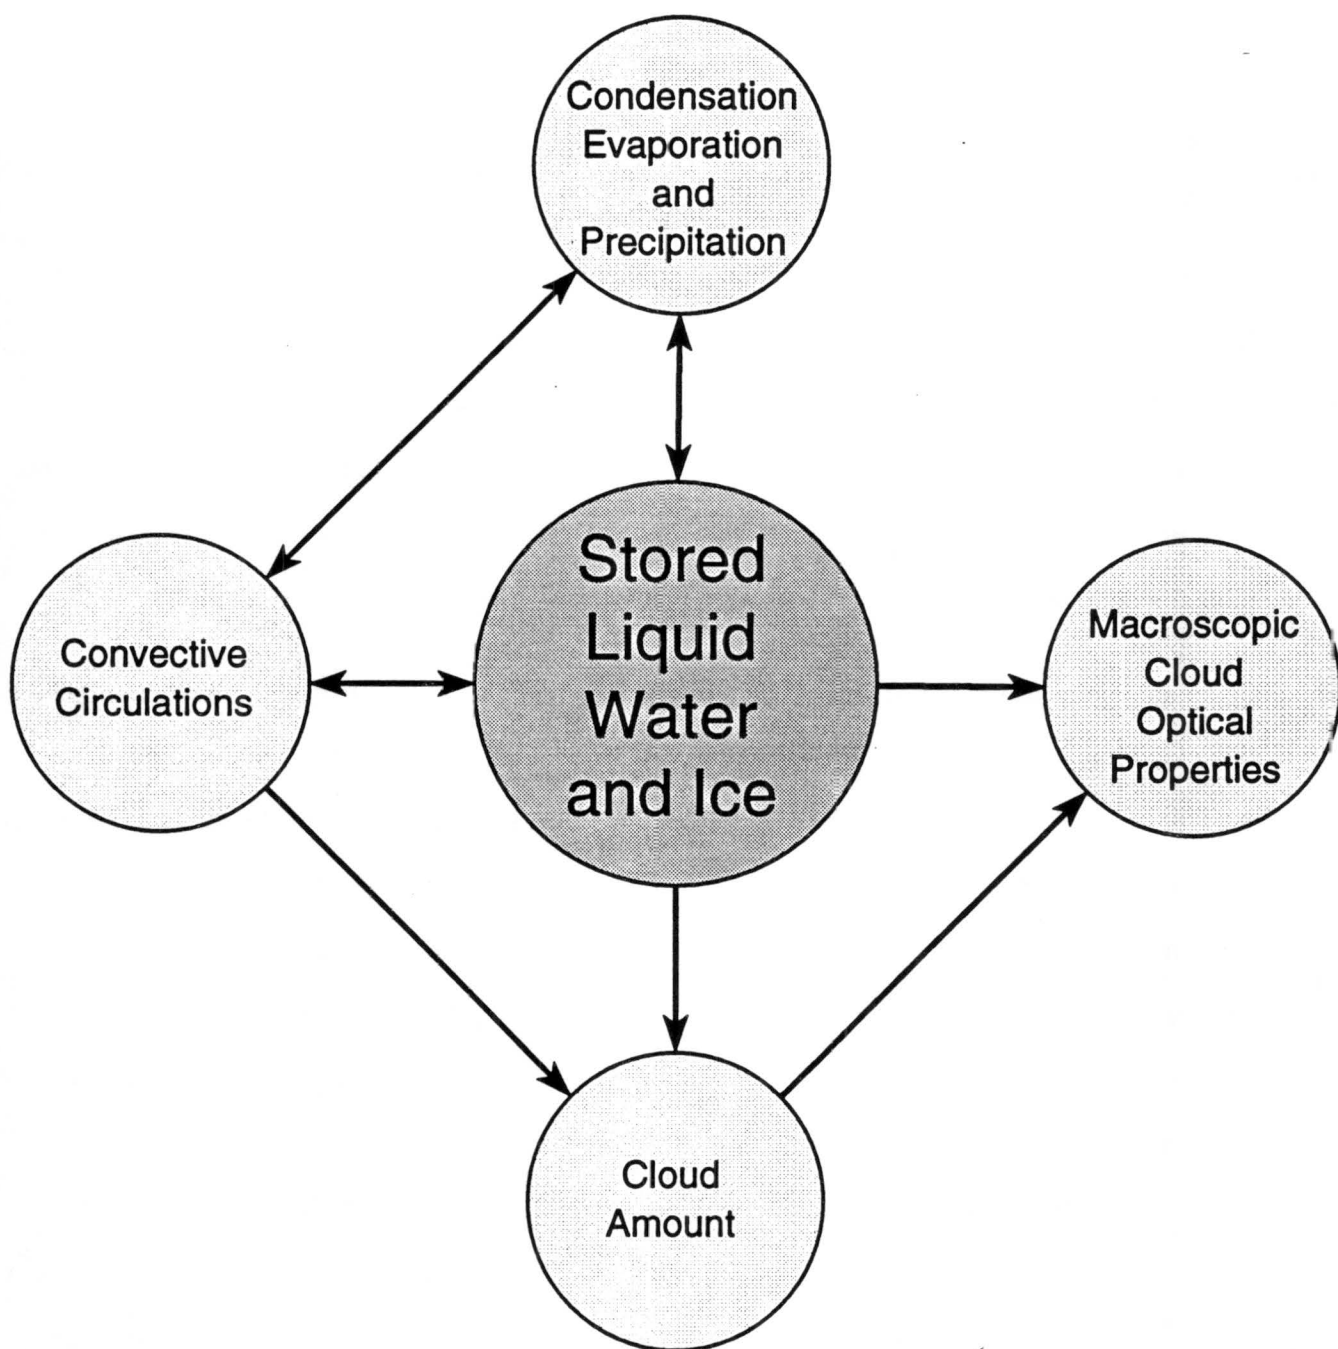 Condensation
Evaporation
and
Precipitation
Stored
Liquid
Water
and Ice
Convective
Circulations
Macroscopic
Cloud
Optical
Properties
Cloud
Amount